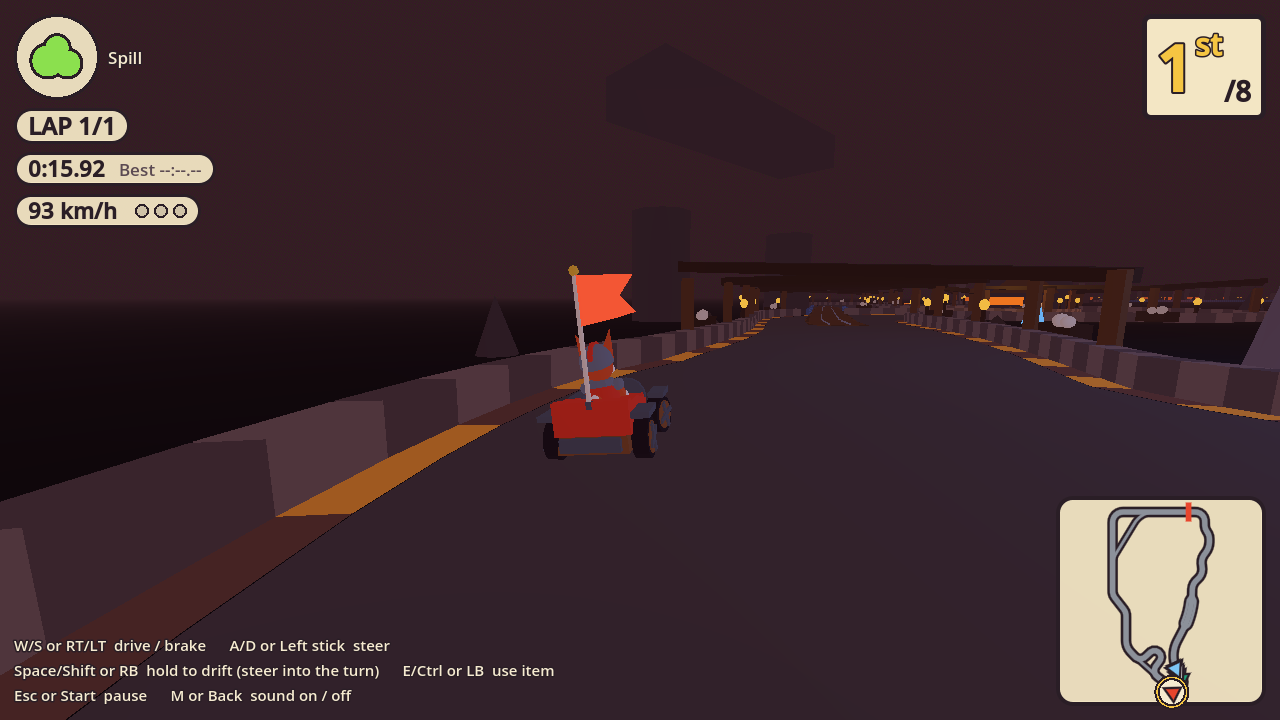 Spill
LAP 1/1
0:15.92 Best --:--.--
93 km/h
1st
/8
W/S or RT/LT drive / brake A/D or Left stick steer
Space/Shift or RB hold to drift (steer into the turn) E/Ctrl or LB use item
Esc or Start pause M or Back sound on / off